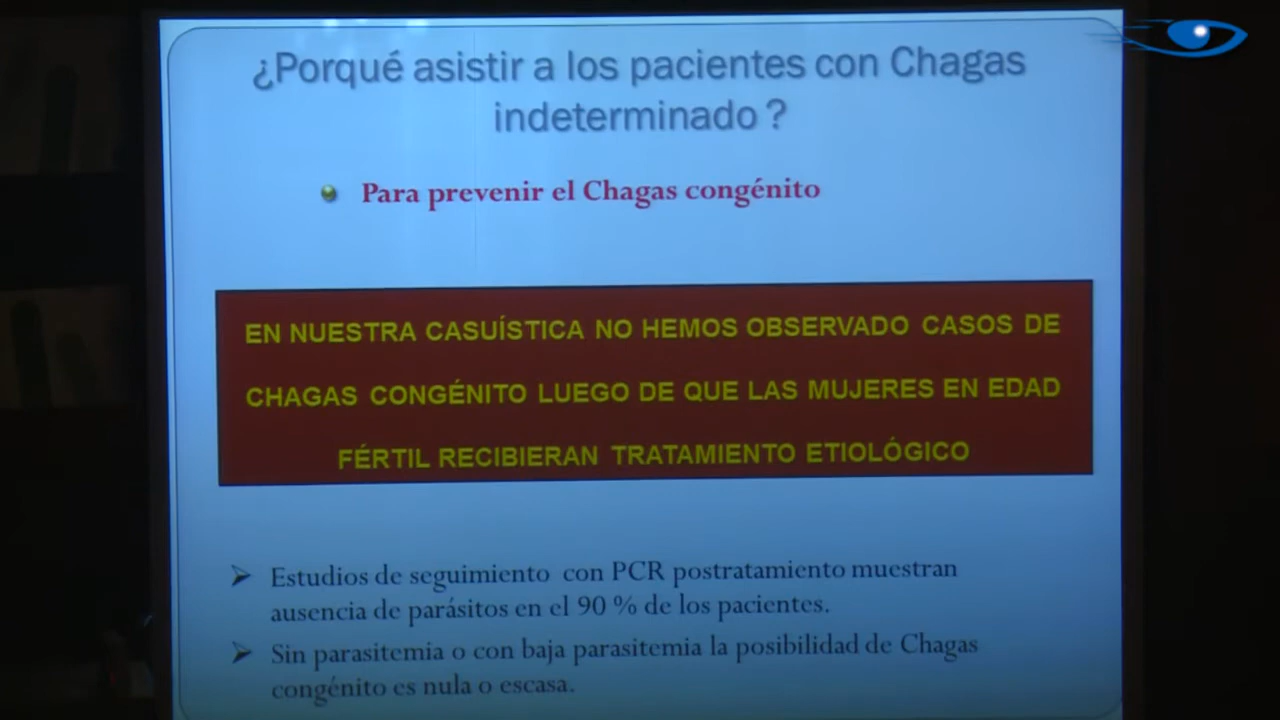 ¿Porqué asistir a los pacientes con Chagas
indeterminado ?
Para prevenir el Chagas congénito
EN NUESTRA CASUÍSTICA NO HEMOS OBSERVADO CASOS DE
CHAGAS CONGÉNITO LUEGO DE QUE LAS MUJERES EN EDAD
FÉRTIL RECIBIERAN TRATAMIENTO ETIOLÓGICO
Estudios de seguimiento con PCR postratamiento muestran
ausencia de parásitos en el 90 % de los pacientes.
Sin parasitemia o con baja parasitemia la posibilidad de Chagas
congénito es nula o escasa.